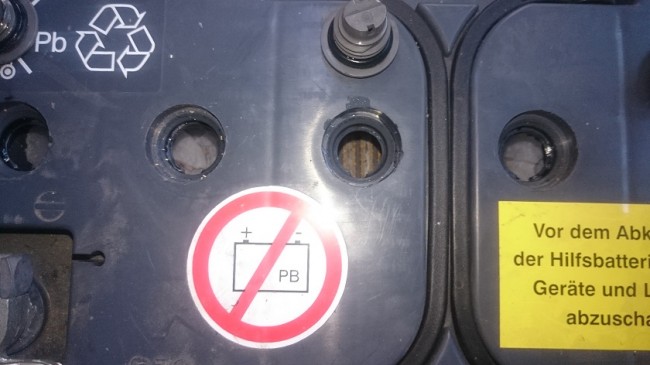 Pb
+ -
PB
Vor dem Abk
der Hilfsbatteri
Geräte und L
abzuscha